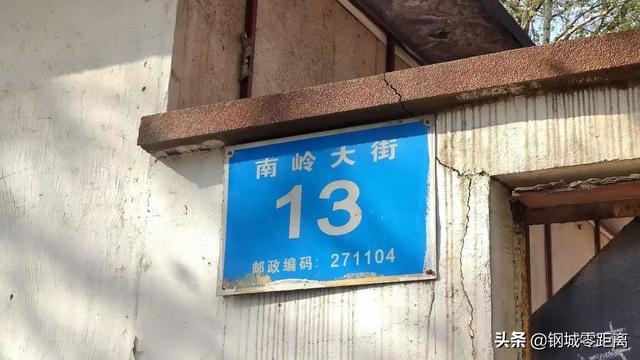 南岭大街
13
邮政编码：271104
头条 @钢城零距离